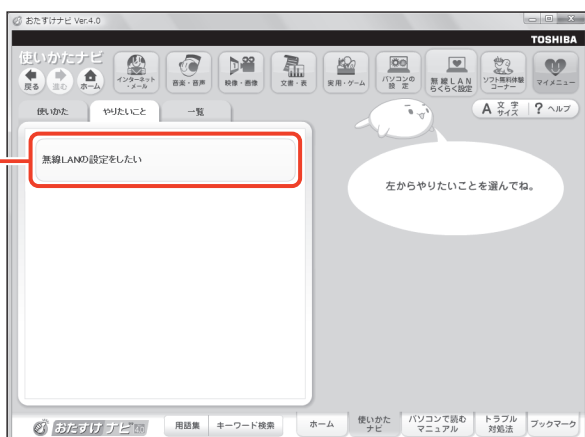 おたすけナビ Ver.4.0
TOSHIBA
使いかたナビ
戻る 進む ホーム
インターネット
・メール
音楽・音声
映像・画像
文書・表
実用・ゲーム
パソコンの
設 定
無 線 L A N
らくらく設定
ソフト無料体験
コーナー
マイメニュー
使いかた やりたいこと 一覧
A 文 字
サイズ
? ヘルプ
無線LANの設定をしたい
左からやりたいことを選んでね。
おたすけ ナビ
用語集 キーワード検索
ホーム
使いかた
ナビ
パソコンで読む
マニュアル
トラブル
対処法
ブックマーク